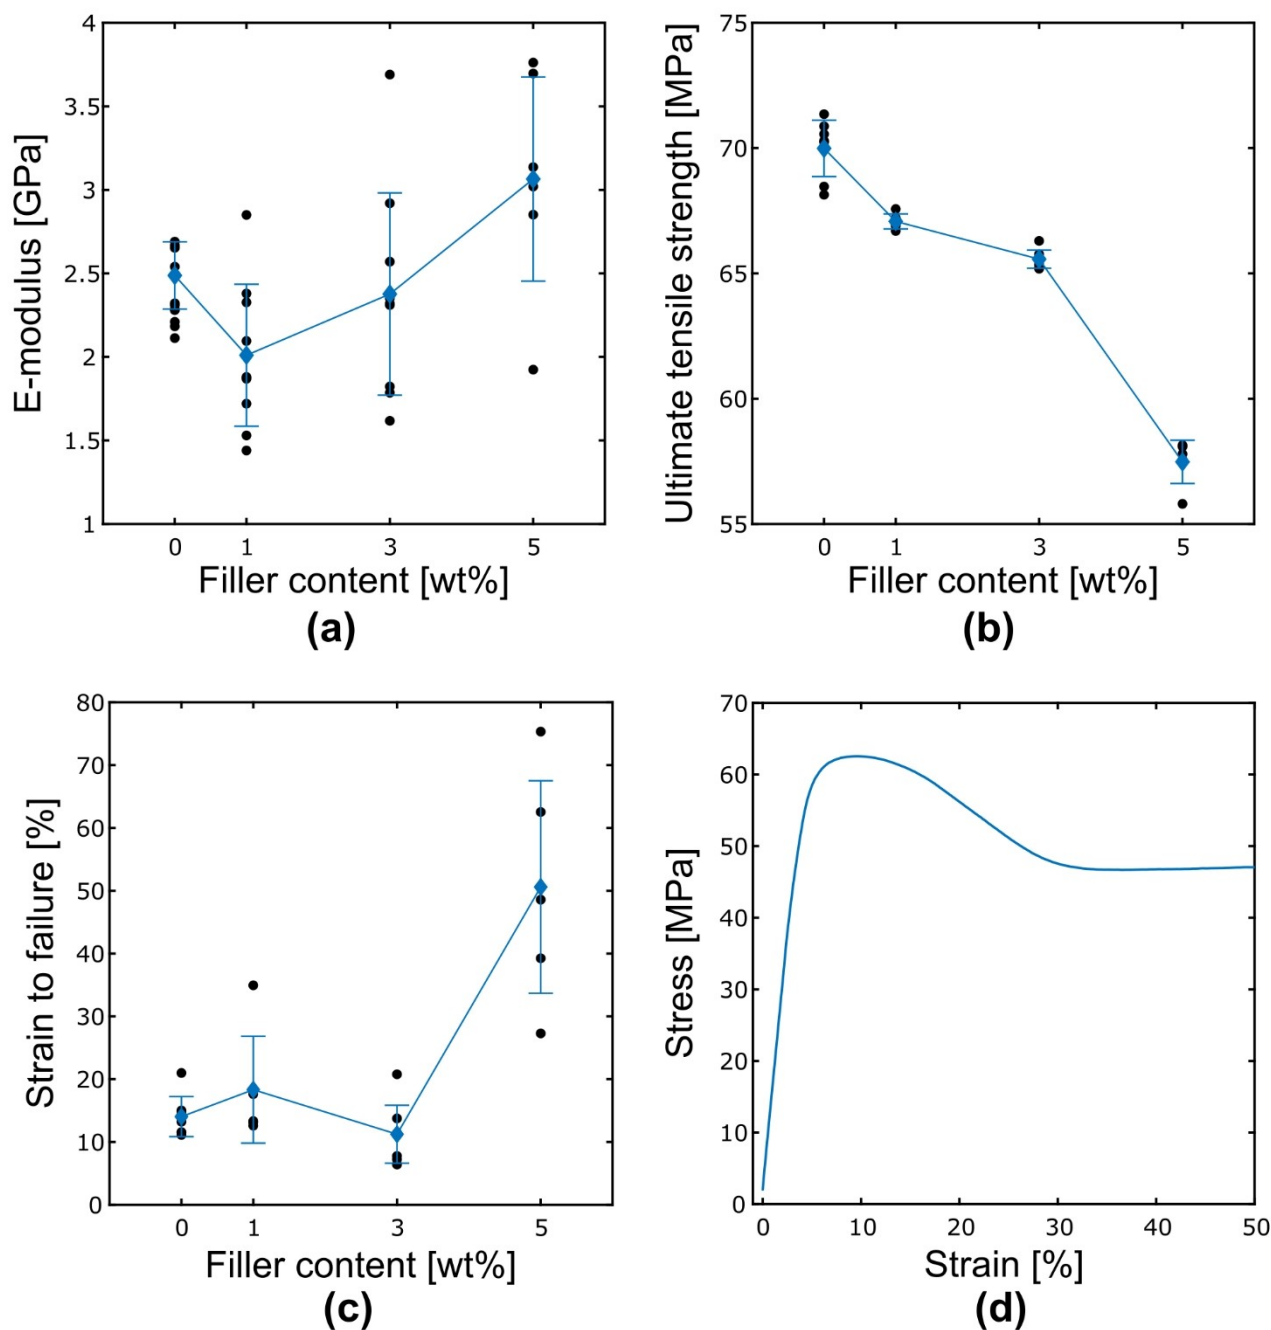 4
3.5
3
2.5
2
1.5
1
0 1 3 5
E-modulus [GPa]
Filler content [wt%]
(a)
75
70
65
60
55
0 1 3 5
Ultimate tensile strength [MPa]
Filler content [wt%]
(b)
80
70
60
50
40
30
20
10
0
0 1 3 5
Strain to failure [%]
Filler content [wt%]
(c)
70
60
50
40
30
20
10
0
0 10 20 30 40 50
Stress [MPa]
Strain [%]
(d)